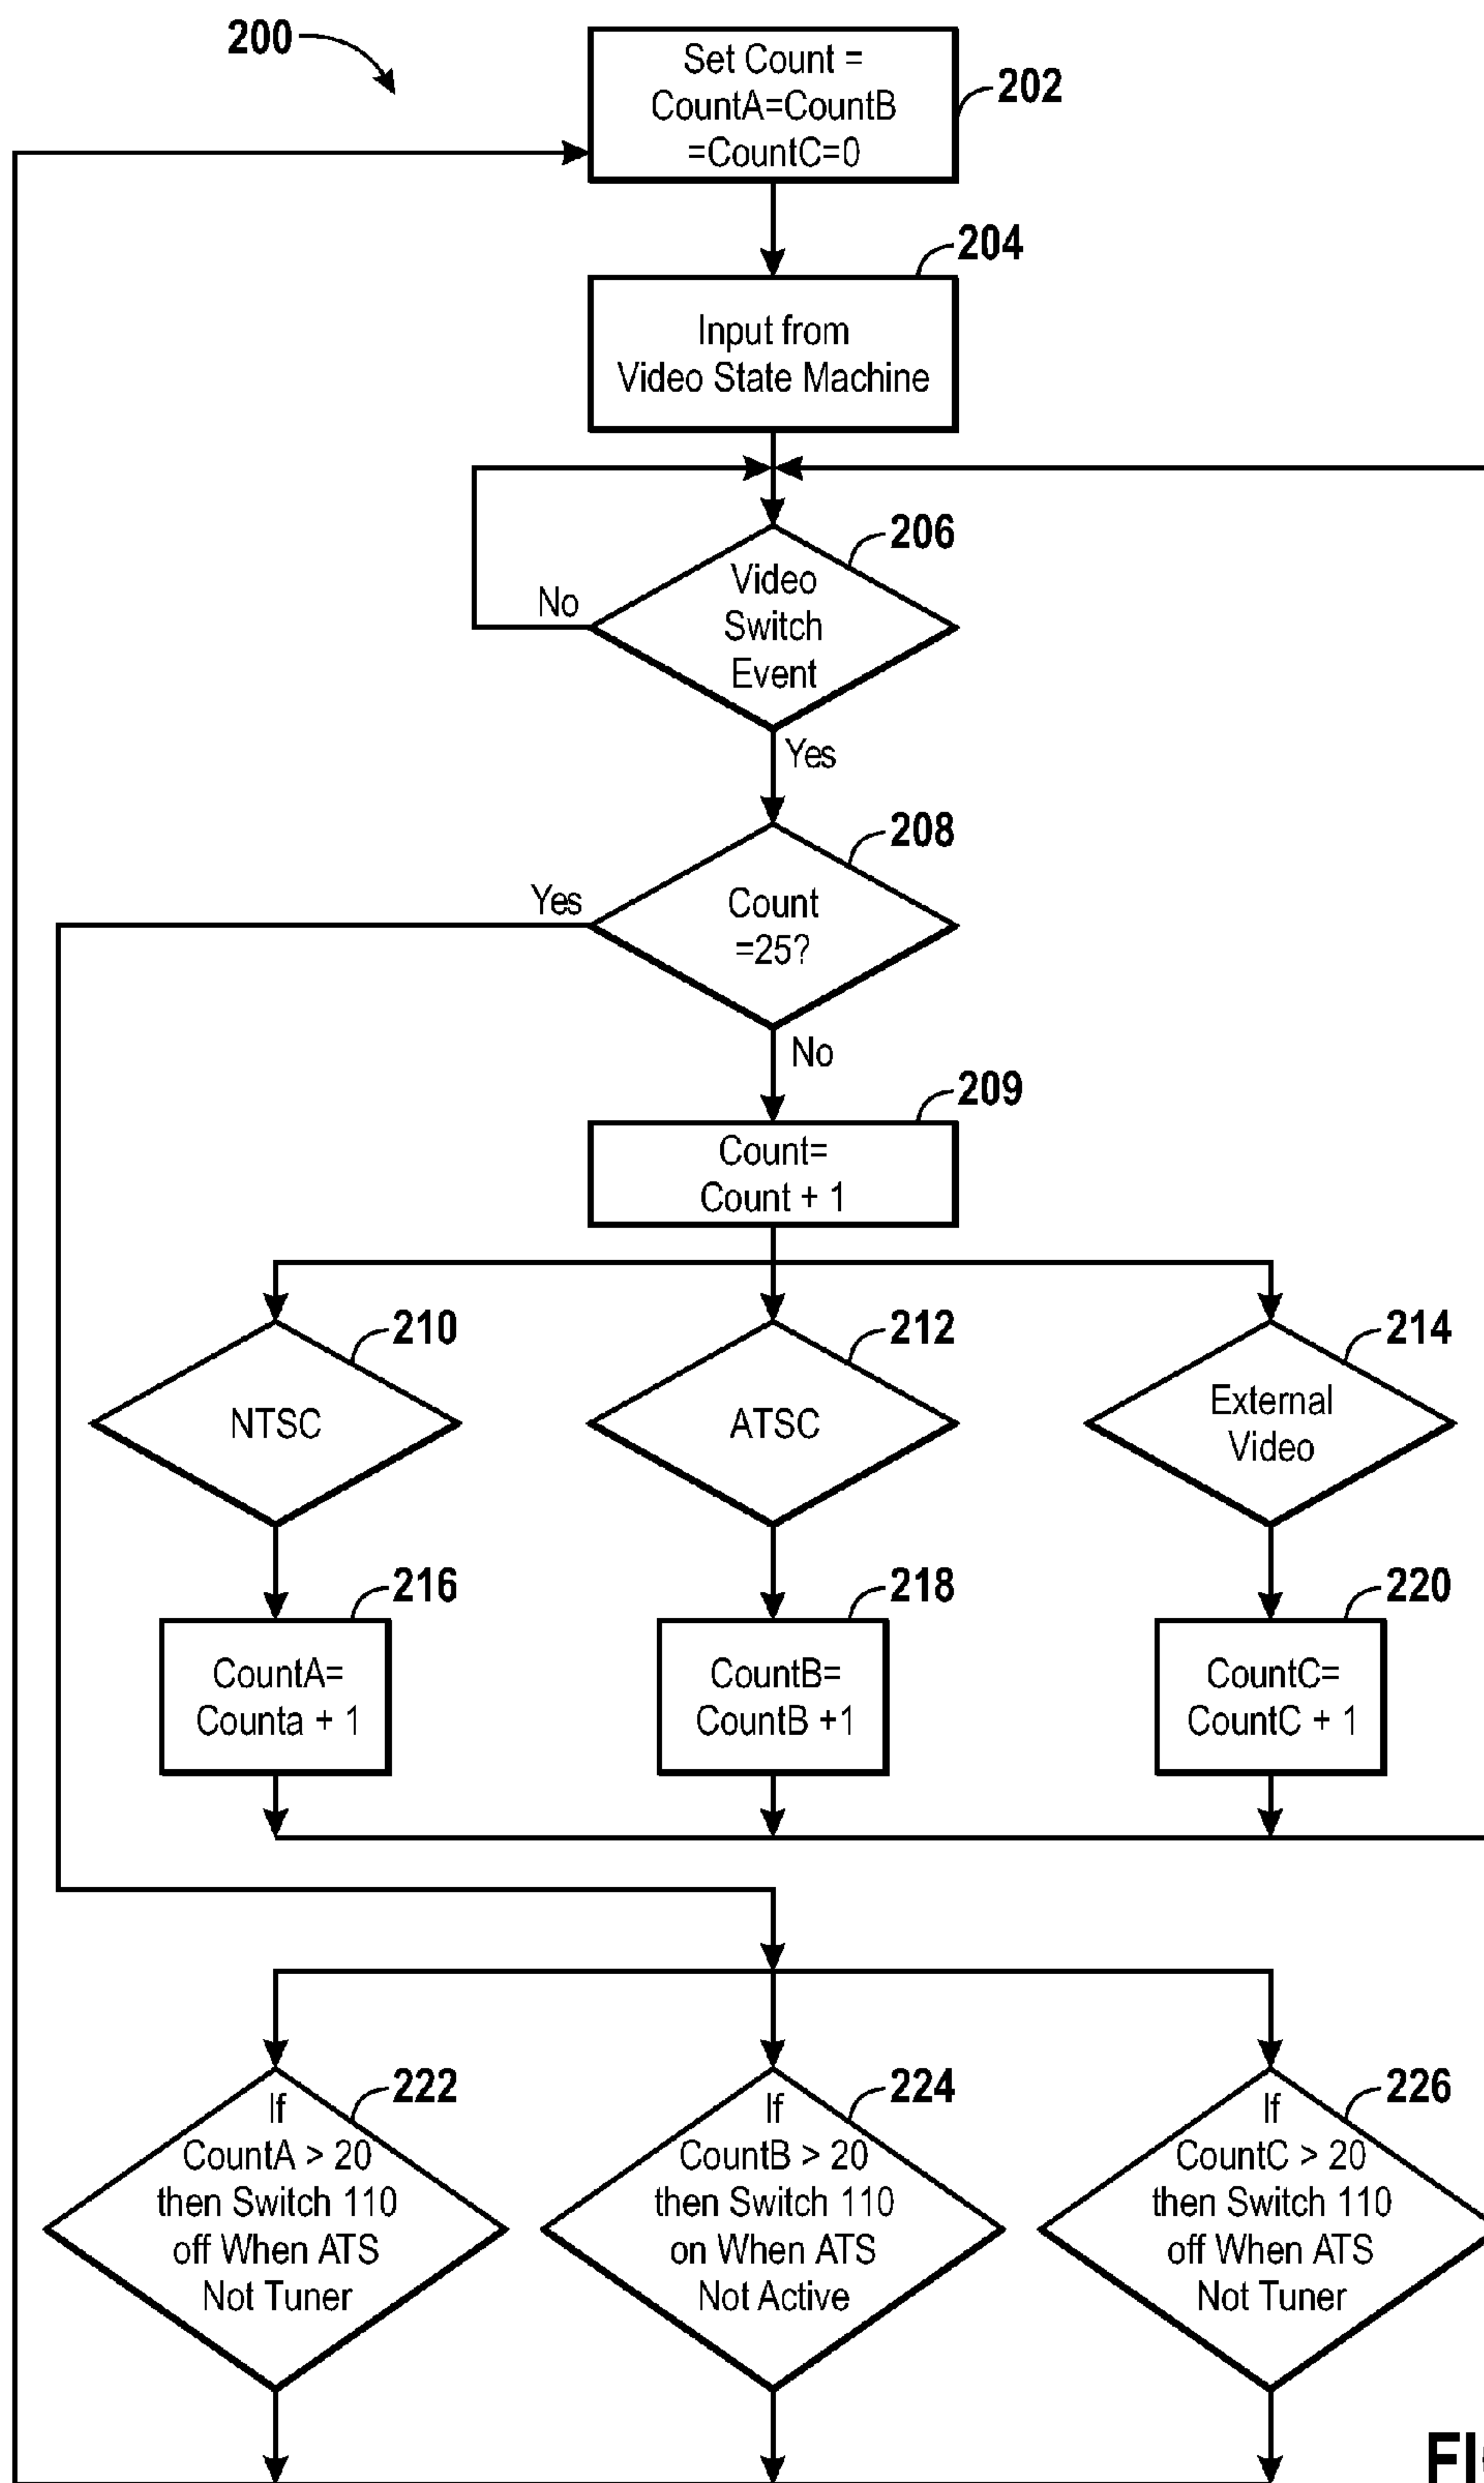 200
Set Count =
CountA=CountB
=CountC=0
202
204
Input from
Video State Machine
206
Video
Switch
Event
No
Yes
208
Count
=25?
Yes
No
209
Count=
Count + 1
210
NTSC
212
ATSC
214
External
Video
216
CountA=
Counta + 1
218
CountB=
CountB +1
220
CountC=
CountC + 1
222
If
CountA > 20
then Switch 110
off When ATS
Not Tuner
224
If
CountB > 20
then Switch 110
on When ATS
Not Active
226
If
CountC > 20
then Switch 110
off When ATS
Not Tuner